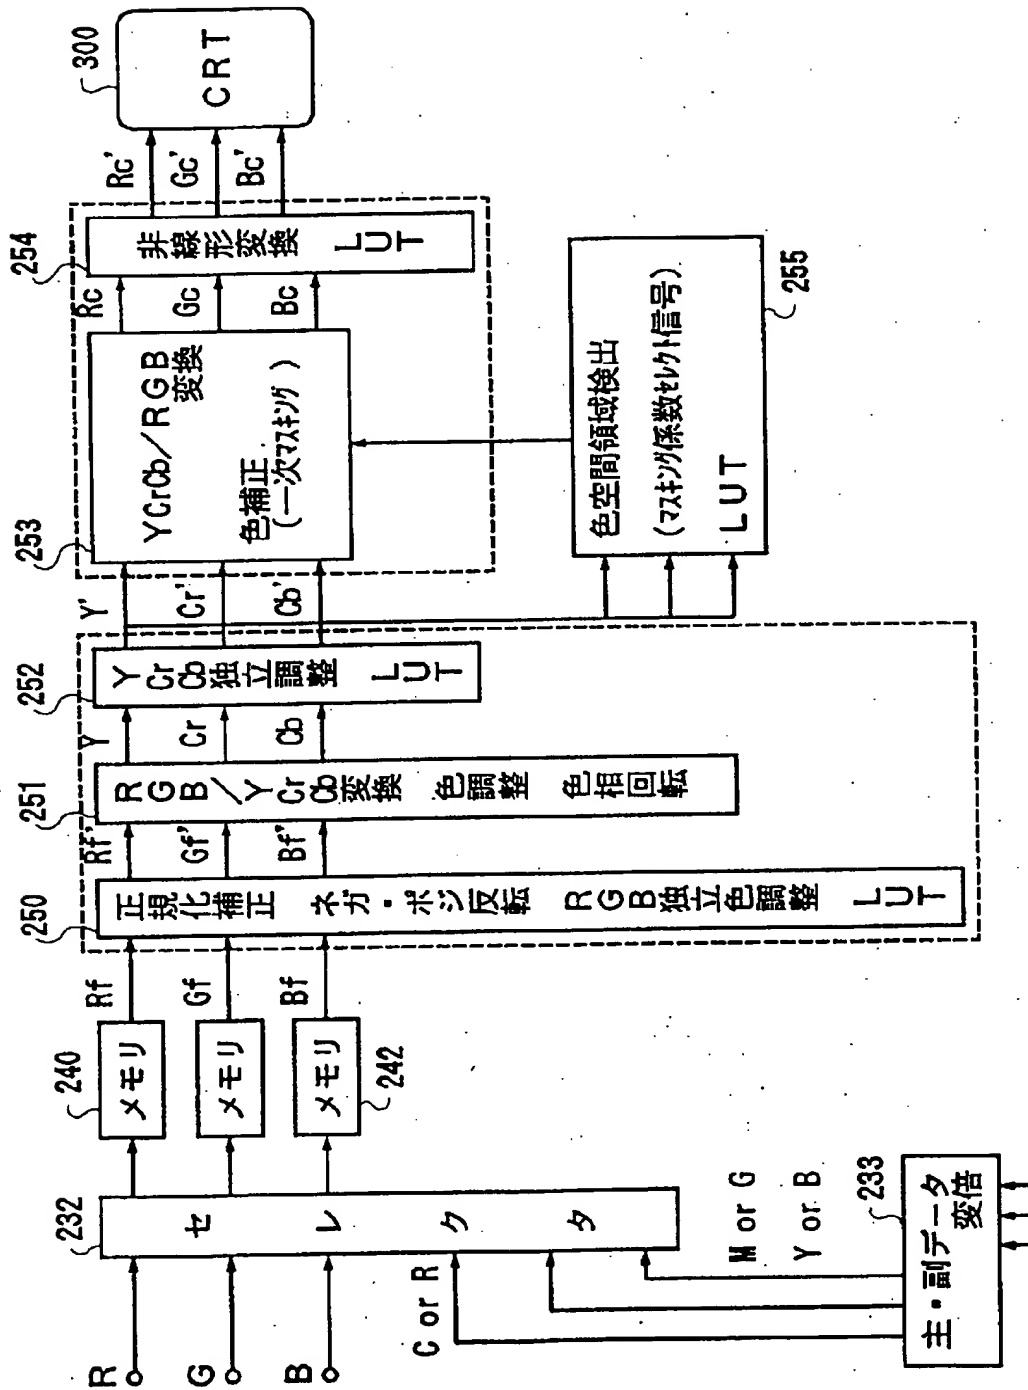 R
G
B
232
セレクタ
C or R
M or G
Y or B
233
主・副データ
変倍
240
メモリ
メモリ
メモリ
242
Rf
Gf
Bf
250
正規化補正 ネガ・ポジ反転 RGB独立色調整 LUT
Rf'
Gf'
Bf'
251
RGB/YCrCb変換 色調整 色相回転
Y
Cr
Cb
252
YCrCb独立調整 LUT
Y'
Cr'
Cb'
253
YCrCb/RGB
変換
色補正
(一次マスキング)
Rc
Gc
Bc
254
非線形変換 LUT
Rc'
Gc'
Bc'
300
CRT
色空間領域検出
(マスキング係数セレクト信号)
LUT
255